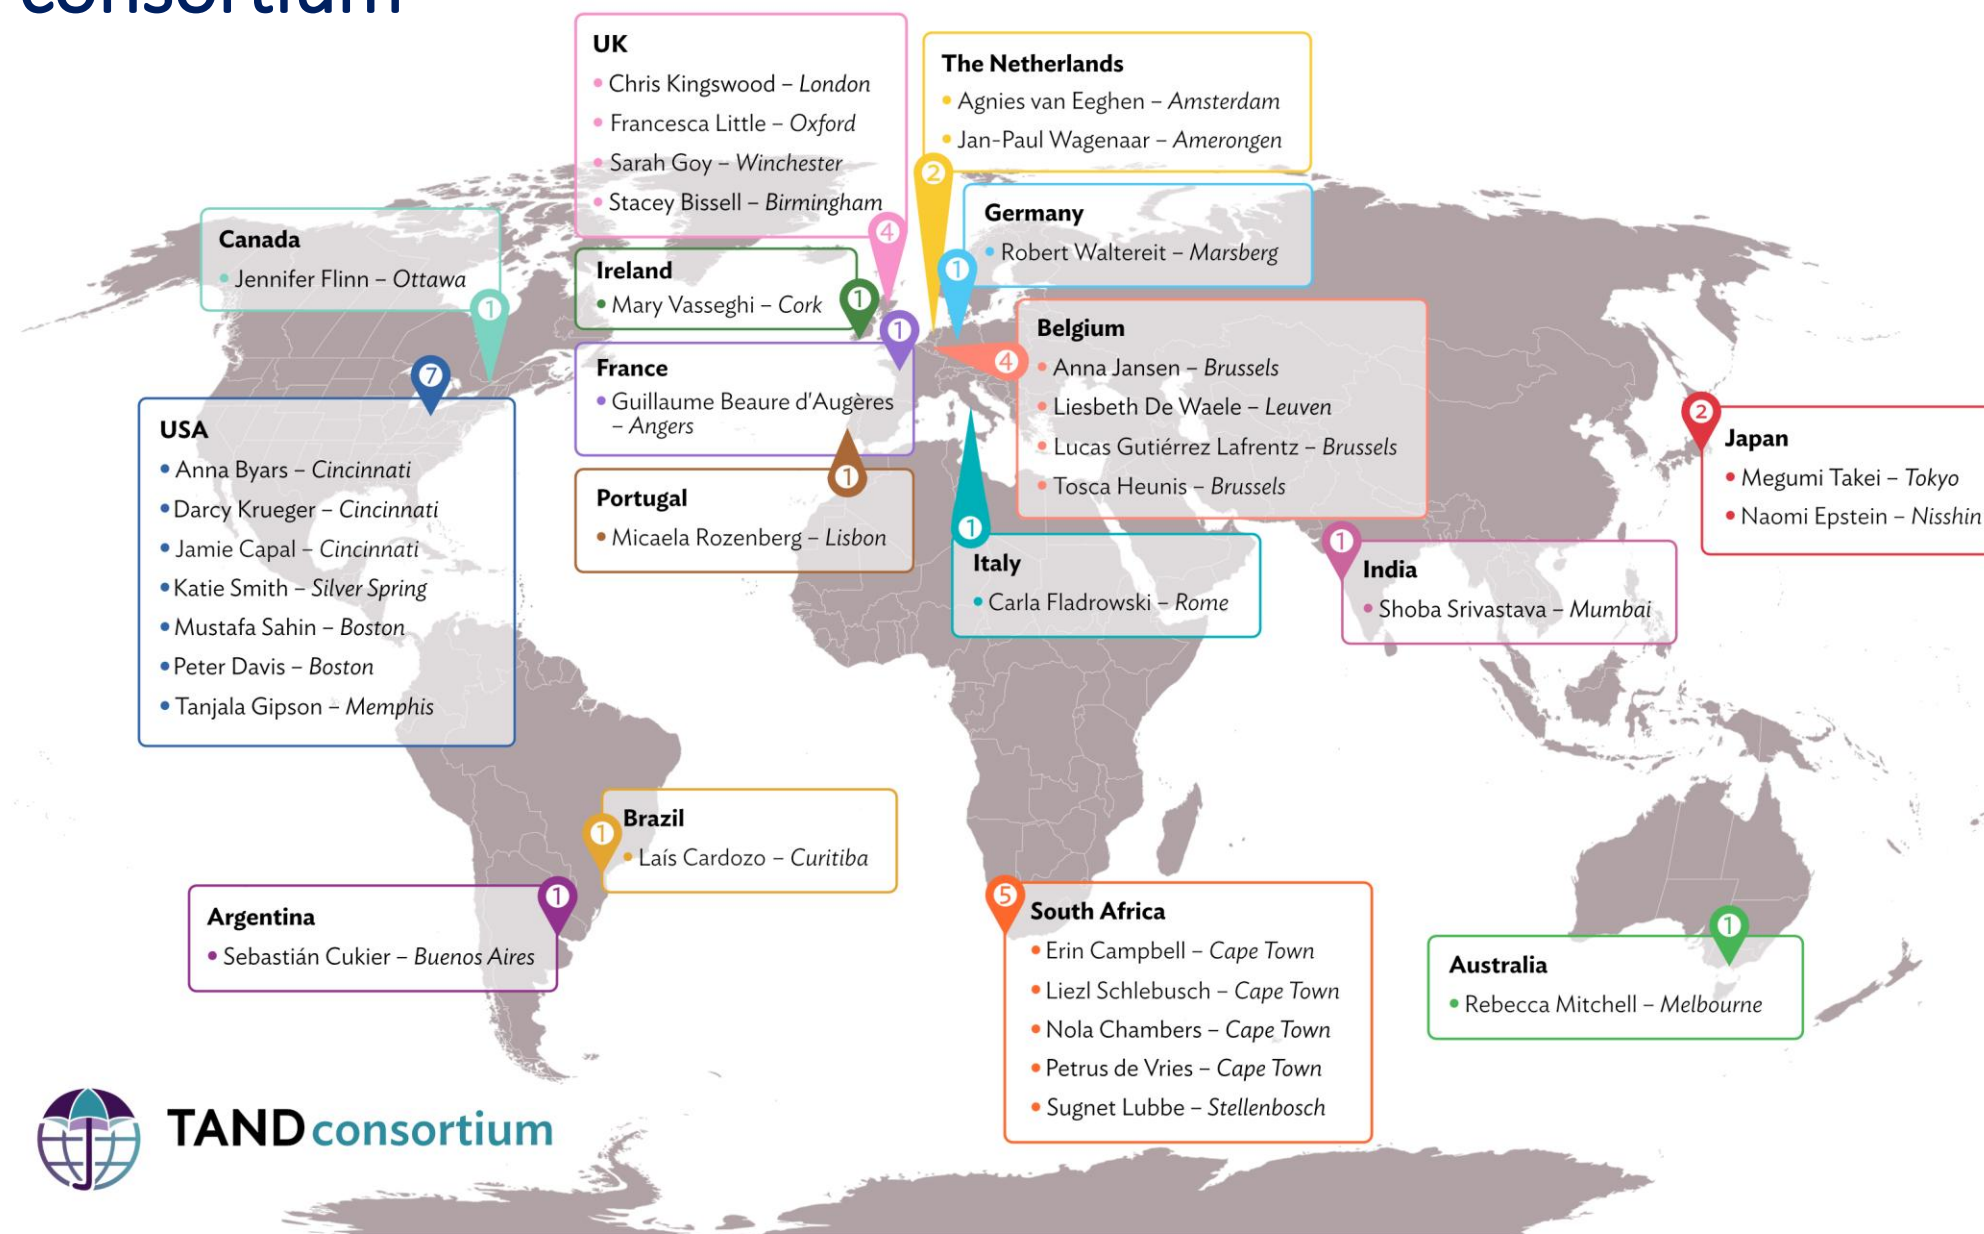 consortium
UK
4
• Chris Kingswood – London
• Francesca Little – Oxford
• Sarah Goy – Winchester
• Stacey Bissell – Birmingham
The Netherlands
2
• Agnies van Eeghen – Amsterdam
• Jan-Paul Wagenaar – Amerongen
Canada
1
• Jennifer Flinn – Ottawa
Ireland
1
• Mary Vasseghi – Cork
Germany
1
• Robert Waltereit – Marsberg
France
1
• Guillaume Beaure d'Augères
– Angers
Belgium
4
• Anna Jansen – Brussels
• Liesbeth De Waele – Leuven
• Lucas Gutiérrez Lafrentz – Brussels
• Tosca Heunis – Brussels
USA
7
• Anna Byars – Cincinnati
• Darcy Krueger – Cincinnati
• Jamie Capal – Cincinnati
• Katie Smith – Silver Spring
• Mustafa Sahin – Boston
• Peter Davis – Boston
• Tanjala Gipson – Memphis
Portugal
1
• Micaela Rozenberg – Lisbon
Italy
1
• Carla Fladrowski – Rome
India
1
• Shoba Srivastava – Mumbai
Japan
2
• Megumi Takei – Tokyo
• Naomi Epstein – Nisshin
Brazil
1
• Laís Cardozo – Curitiba
Argentina
1
• Sebastián Cukier – Buenos Aires
South Africa
5
• Erin Campbell – Cape Town
• Liezl Schlebusch – Cape Town
• Nola Chambers – Cape Town
• Petrus de Vries – Cape Town
• Sugnet Lubbe – Stellenbosch
Australia
1
• Rebecca Mitchell – Melbourne
TAND consortium